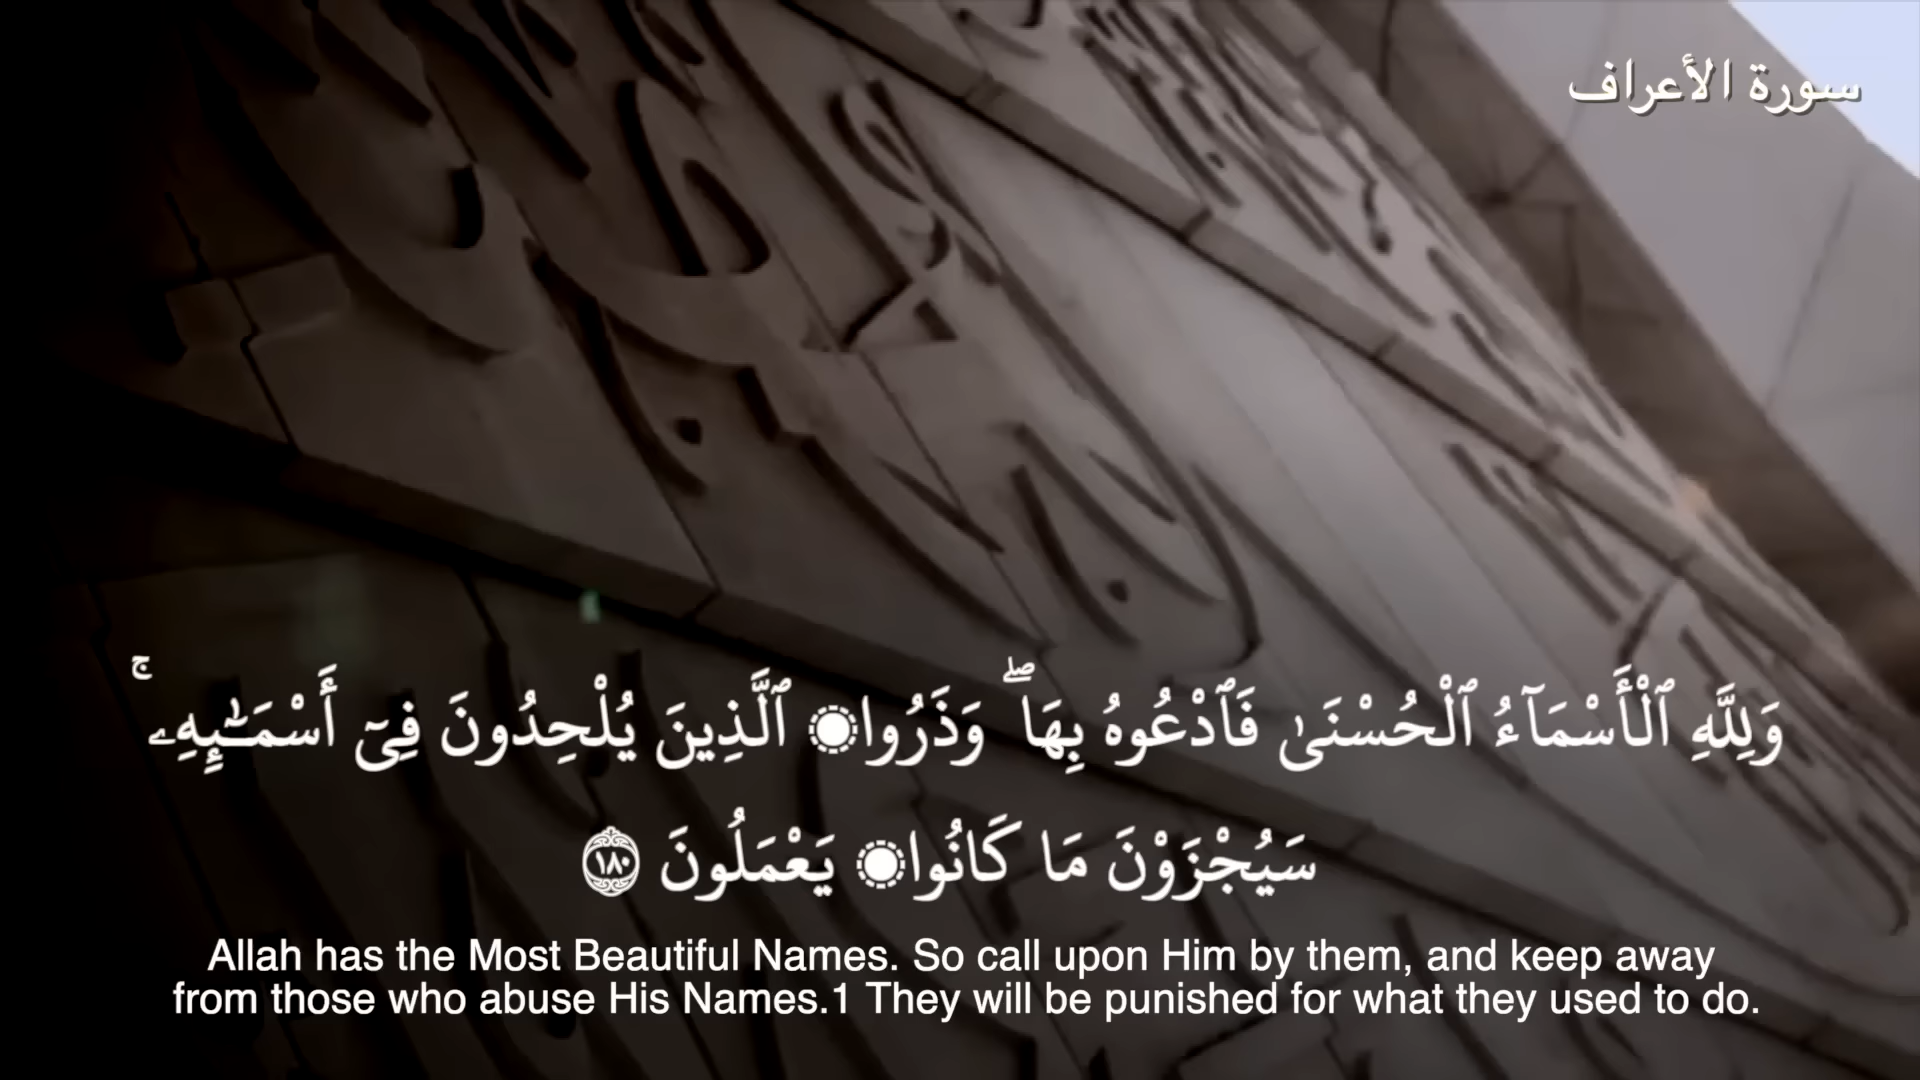 سورة الأعراف
وَلِلَّهِ ٱلْأَسْمَآءُ ٱلْحُسْنَىٰ فَٱدْعُوهُ بِهَا ۖ وَذَرُوا۟ ٱلَّذِينَ يُلْحِدُونَ فِىٓ أَسْمَـٰٓئِهِۦ ۚ
سَيُجْزَوْنَ مَا كَانُوا۟ يَعْمَلُونَ ١٨٠
Allah has the Most Beautiful Names. So call upon Him by them, and keep away
from those who abuse His Names.1 They will be punished for what they used to do.